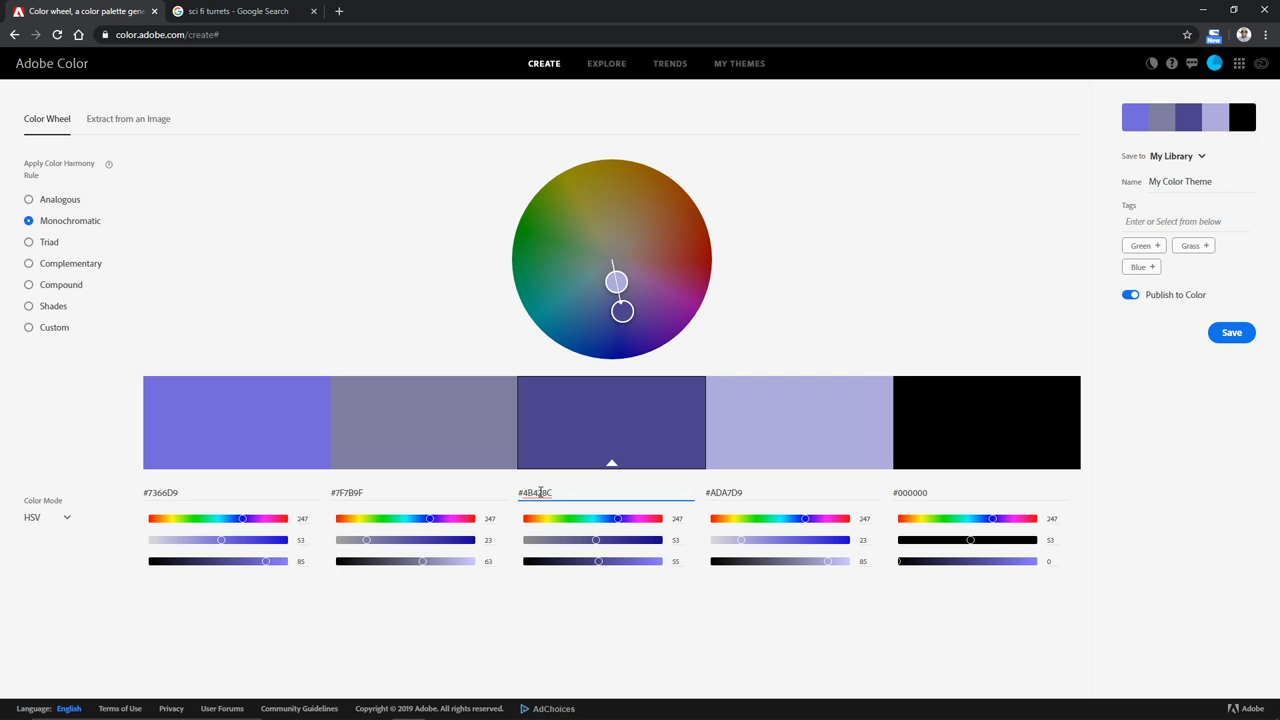 Color wheel, a color palette gene
sci fi turrets - Google Search
color.adobe.com/create#
New
Adobe Color
CREATE
EXPLORE
TRENDS
MY THEMES
Color Wheel
Extract from an Image
Apply Color Harmony
Rule
Analogous
Monochromatic
Triad
Complementary
Compound
Shades
Custom
Save to My Library
Name My Color Theme
Tags
Enter or Select from below
Green +
Grass +
Blue +
Publish to Color
Save
#7366D9
#7F7B9F
#4B428C
#ADA7D9
#000000
Color Mode
HSV
247 247 247 247 247
53 23 53 23 53
85 63 55 85 0
Language: English
Terms of Use
Privacy
User Forums
Community Guidelines
Copyright © 2019 Adobe. All rights reserved.
AdChoices
Adobe